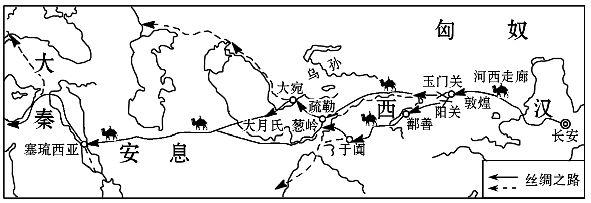 匈奴
大秦
乌孙
大宛
玉门关
河西走廊
疏勒
西
敦煌
汉
大月氏
葱岭
阳关
鄯善
长安
塞琉西亚
安息
于阗
丝绸之路